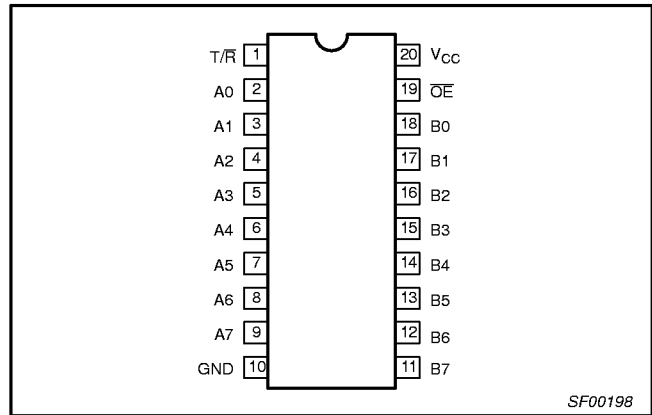 T/R̅ 1 20 VCC
A0 2 19 O̅E̅
A1 3 18 B0
A2 4 17 B1
A3 5 16 B2
A4 6 15 B3
A5 7 14 B4
A6 8 13 B5
A7 9 12 B6
GND 10 11 B7
SF00198